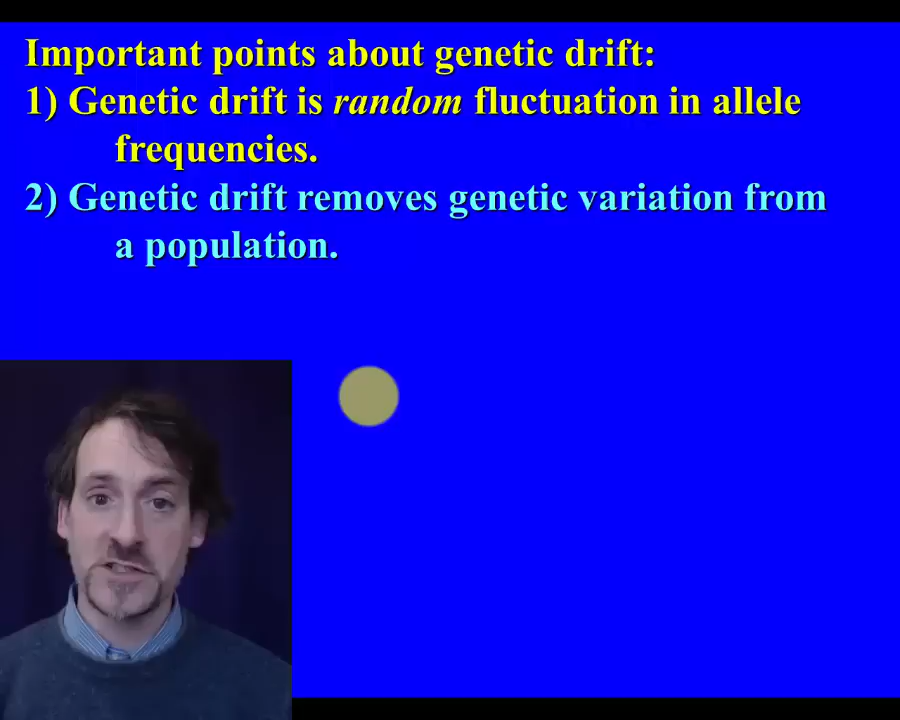 Important points about genetic drift:
1) Genetic drift is random fluctuation in allele
frequencies.
2) Genetic drift removes genetic variation from
a population.